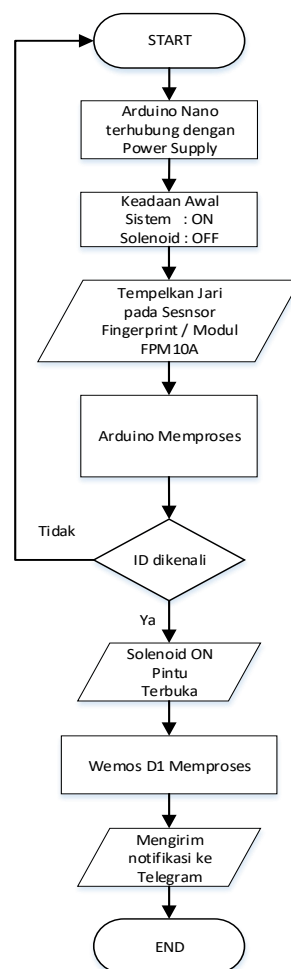 START
Arduino Nano
terhubung dengan
Power Supply
Keadaan Awal
Sistem : ON
Solenoid : OFF
Tempelkan Jari
pada Sesnsor
Fingerprint / Modul
FPM10A
Arduino Memproses
Tidak
ID dikenali
Ya
Solenoid ON
Pintu
Terbuka
Wemos D1 Memproses
Mengirim
notifikasi ke
Telegram
END